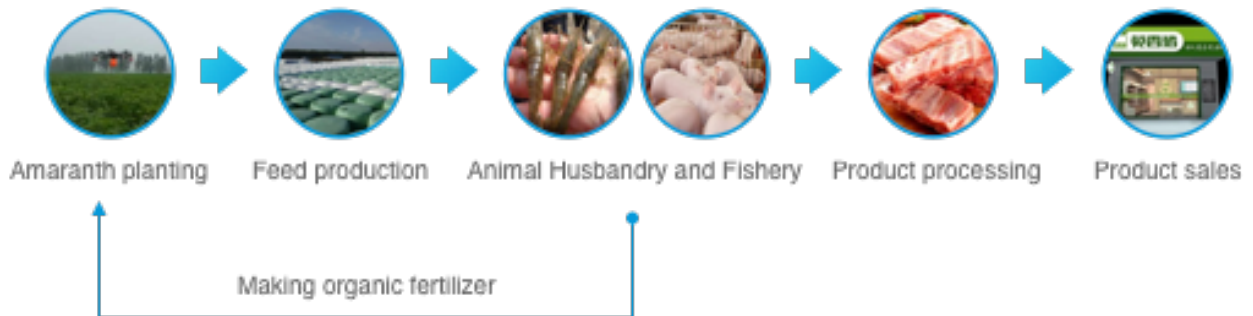 Amaranth planting
Feed production
Animal Husbandry and Fishery
Product processing
Product sales
Making organic fertilizer